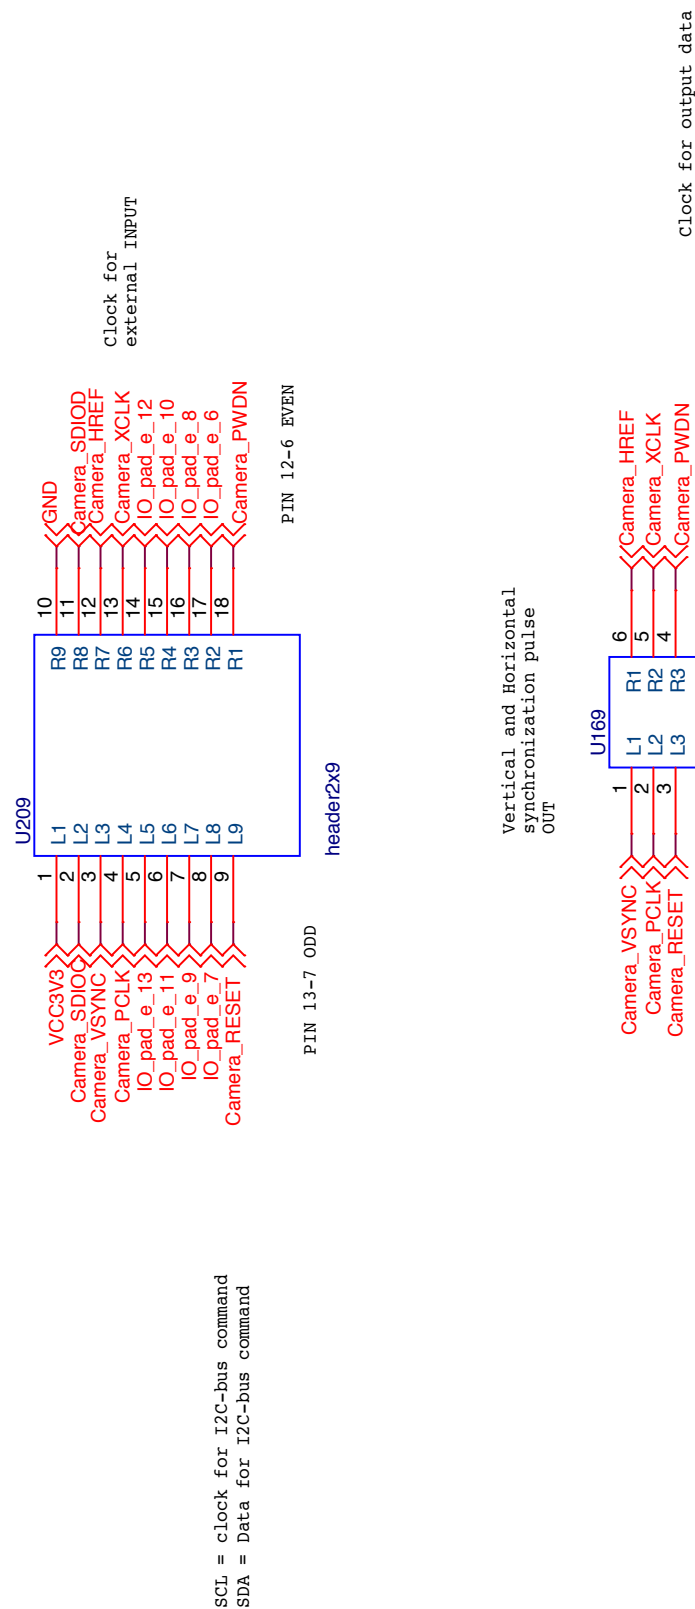 Clock for output data
Clock for
external INPUT
U209
header2x9
VCC3V3 1 L1
Camera_SDIOC 2 L2
Camera_VSYNC 3 L3
Camera_PCLK 4 L4
IO_pad_e_13 5 L5
IO_pad_e_11 6 L6
IO_pad_e_9 7 L7
IO_pad_e_7 8 L8
Camera_RESET 9 L9
R9 10 GND
R8 11 Camera_SDIOD
R7 12 Camera_HREF
R6 13 Camera_XCLK
R5 14 IO_pad_e_12
R4 15 IO_pad_e_10
R3 16 IO_pad_e_8
R2 17 IO_pad_e_6
R1 18 Camera_PWDN
PIN 12-6 EVEN
PIN 13-7 ODD
Vertical and Horizontal
synchronization pulse
OUT
U169
Camera_VSYNC 1 L1 R1 6 Camera_HREF
Camera_PCLK 2 L2 R2 5 Camera_XCLK
Camera_RESET 3 L3 R3 4 Camera_PWDN
SCL = clock for I2C-bus command
SDA = Data for I2C-bus command